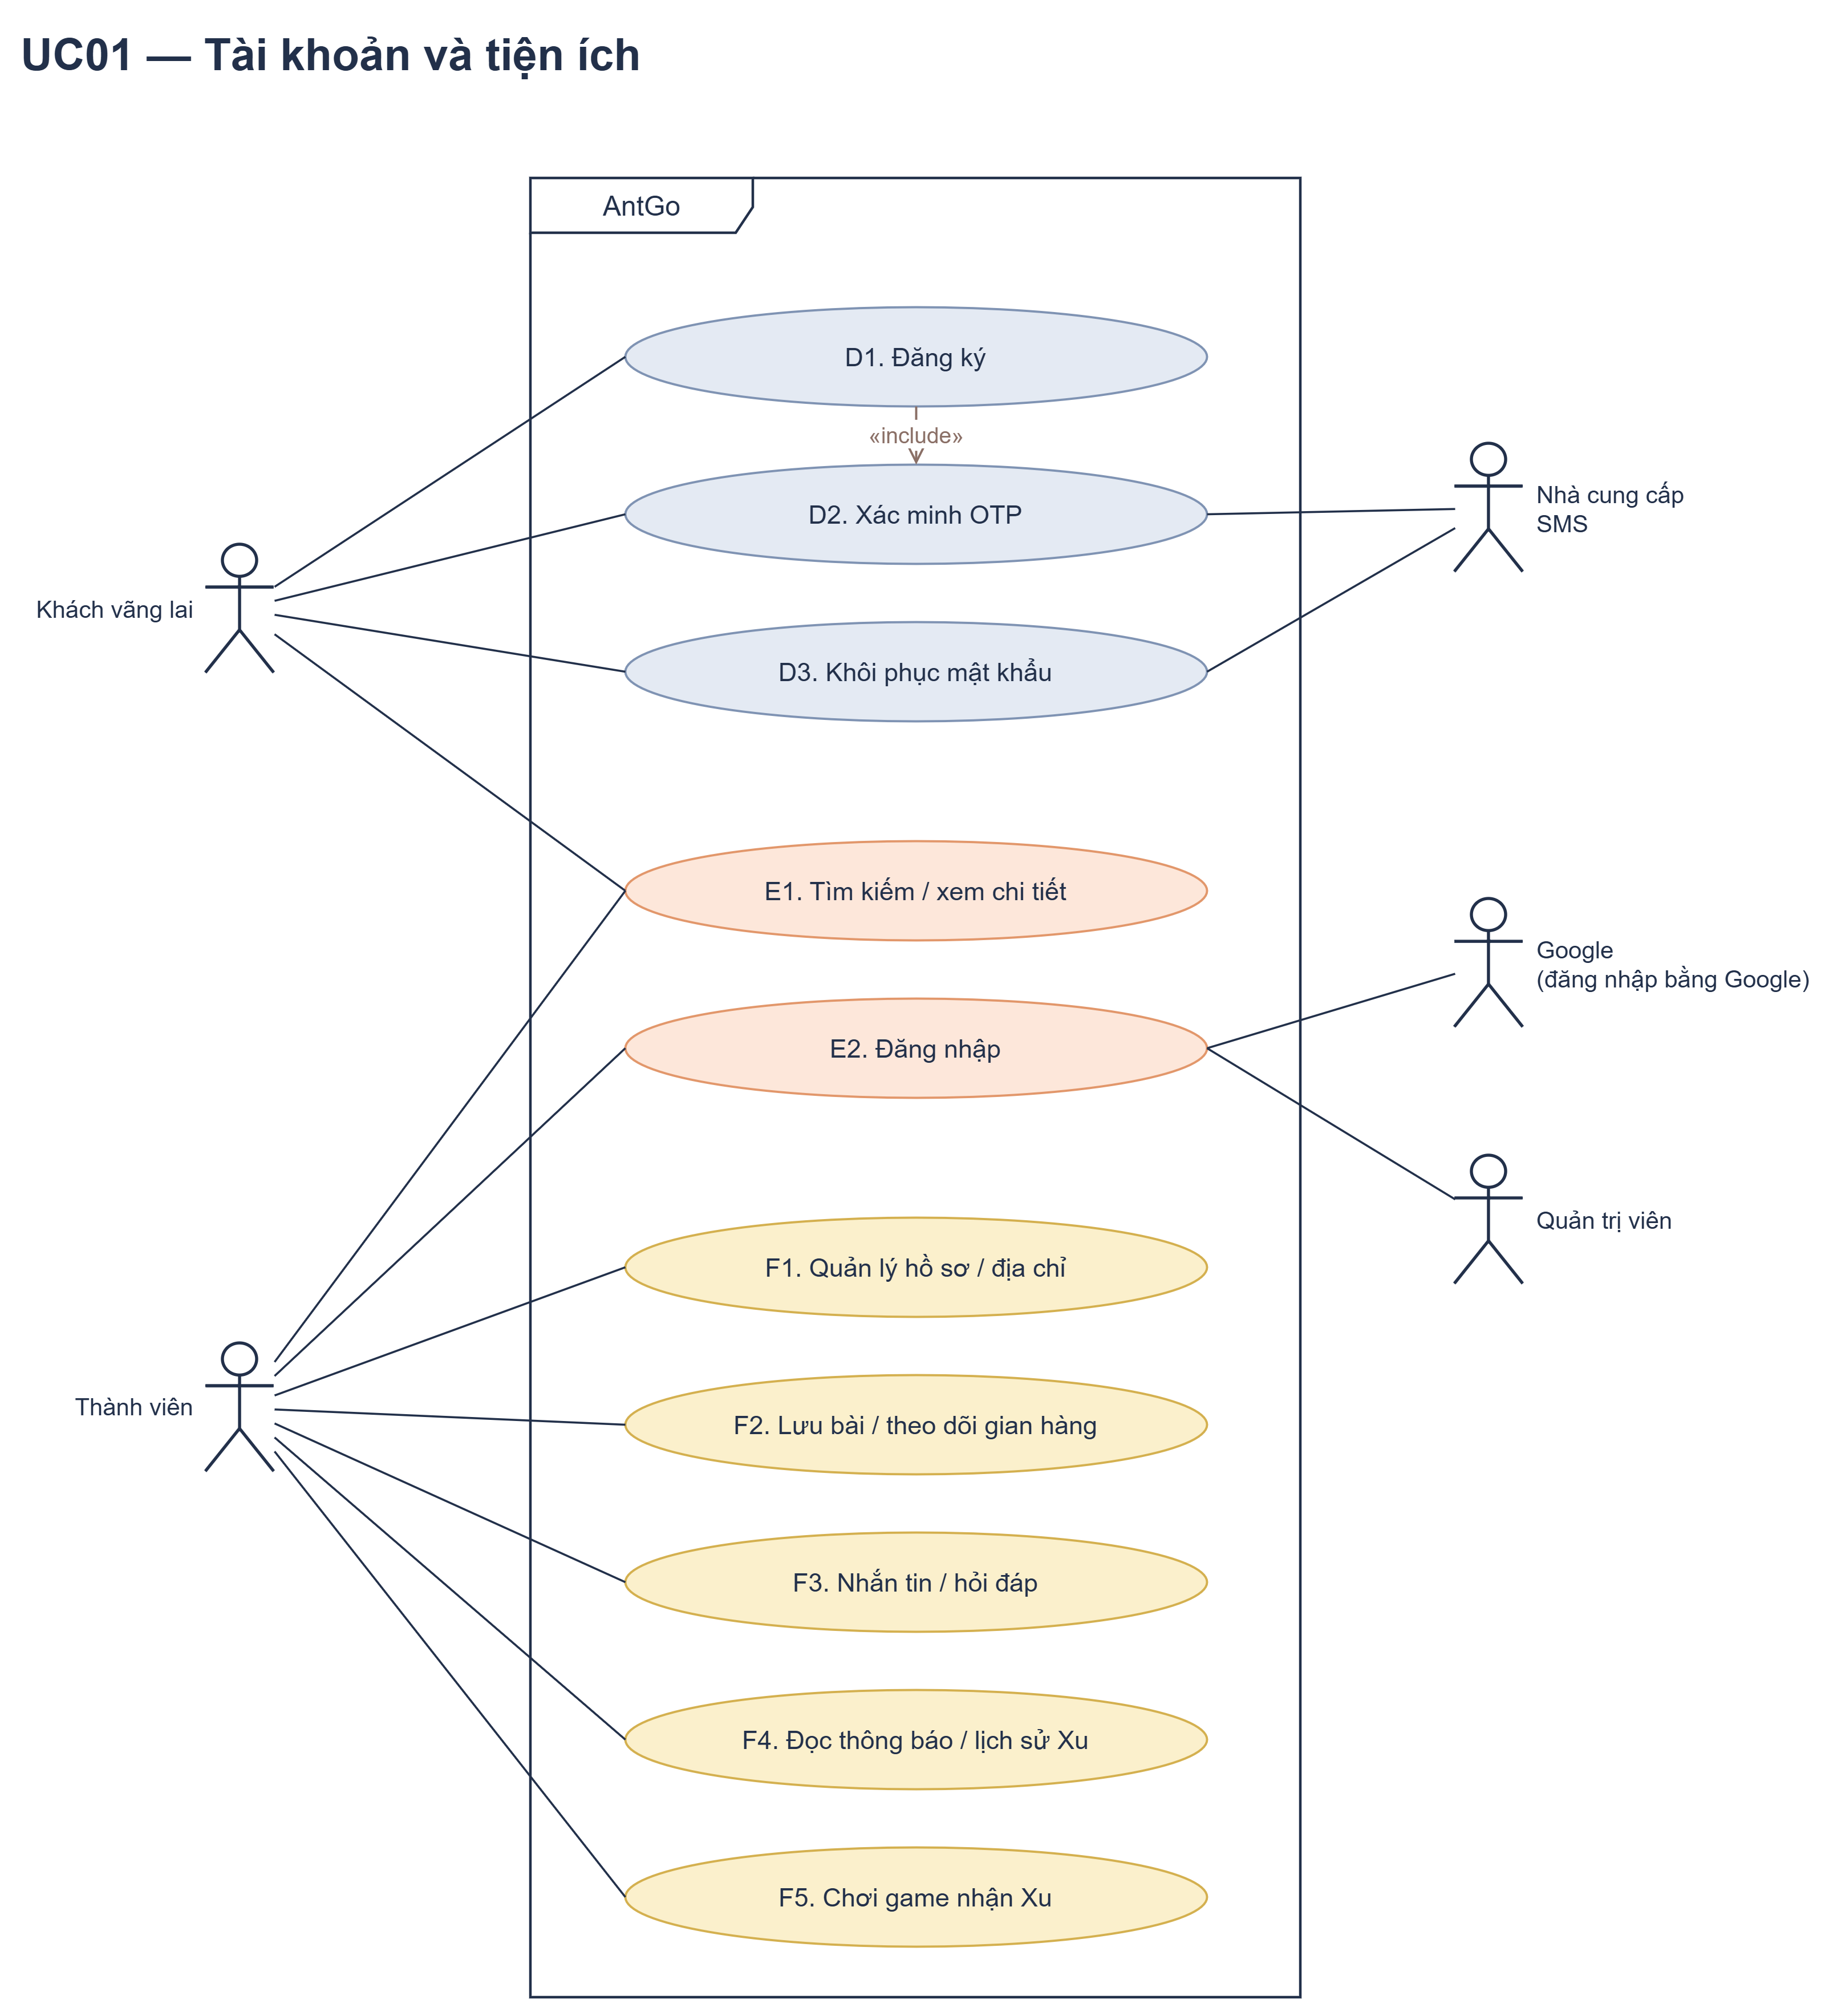 UC01 — Tài khoản và tiện ích
AntGo
D1. Đăng ký
«include»
D2. Xác minh OTP
Nhà cung cấp
SMS
Khách vãng lai
D3. Khôi phục mật khẩu
E1. Tìm kiếm / xem chi tiết
Google
(đăng nhập bằng Google)
E2. Đăng nhập
Quản trị viên
F1. Quản lý hồ sơ / địa chỉ
Thành viên
F2. Lưu bài / theo dõi gian hàng
F3. Nhắn tin / hỏi đáp
F4. Đọc thông báo / lịch sử Xu
F5. Chơi game nhận Xu